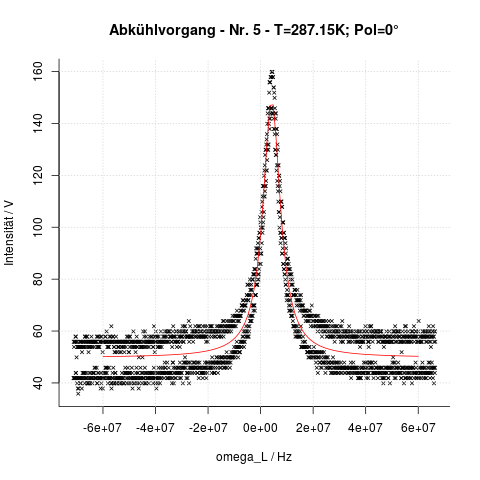 Abkühlvorgang - Nr. 5 - T=287.15K; Pol=0°
160
140
120
100
80
60
40
Intensität / V
-6e+07 -4e+07 -2e+07 0e+00 2e+07 4e+07 6e+07
omega_L / Hz